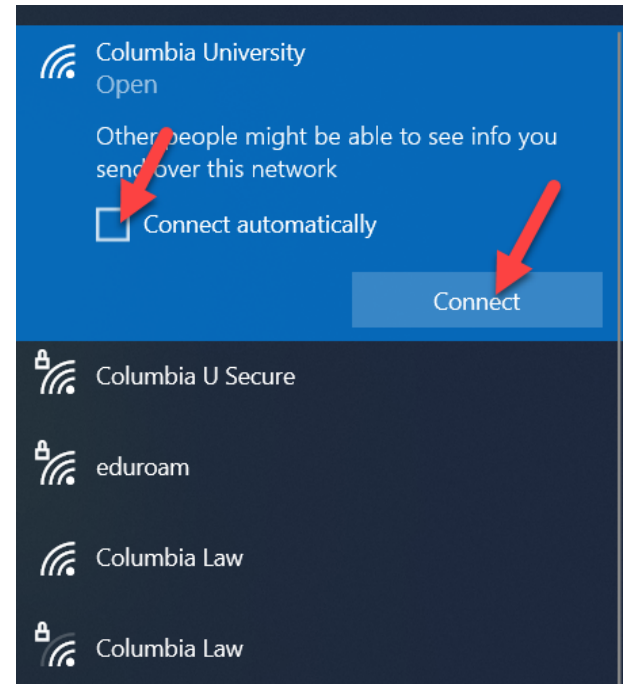 Columbia University
Open
Other people might be able to see info you
send over this network
Connect automatically
Connect
Columbia U Secure
eduroam
Columbia Law
Columbia Law